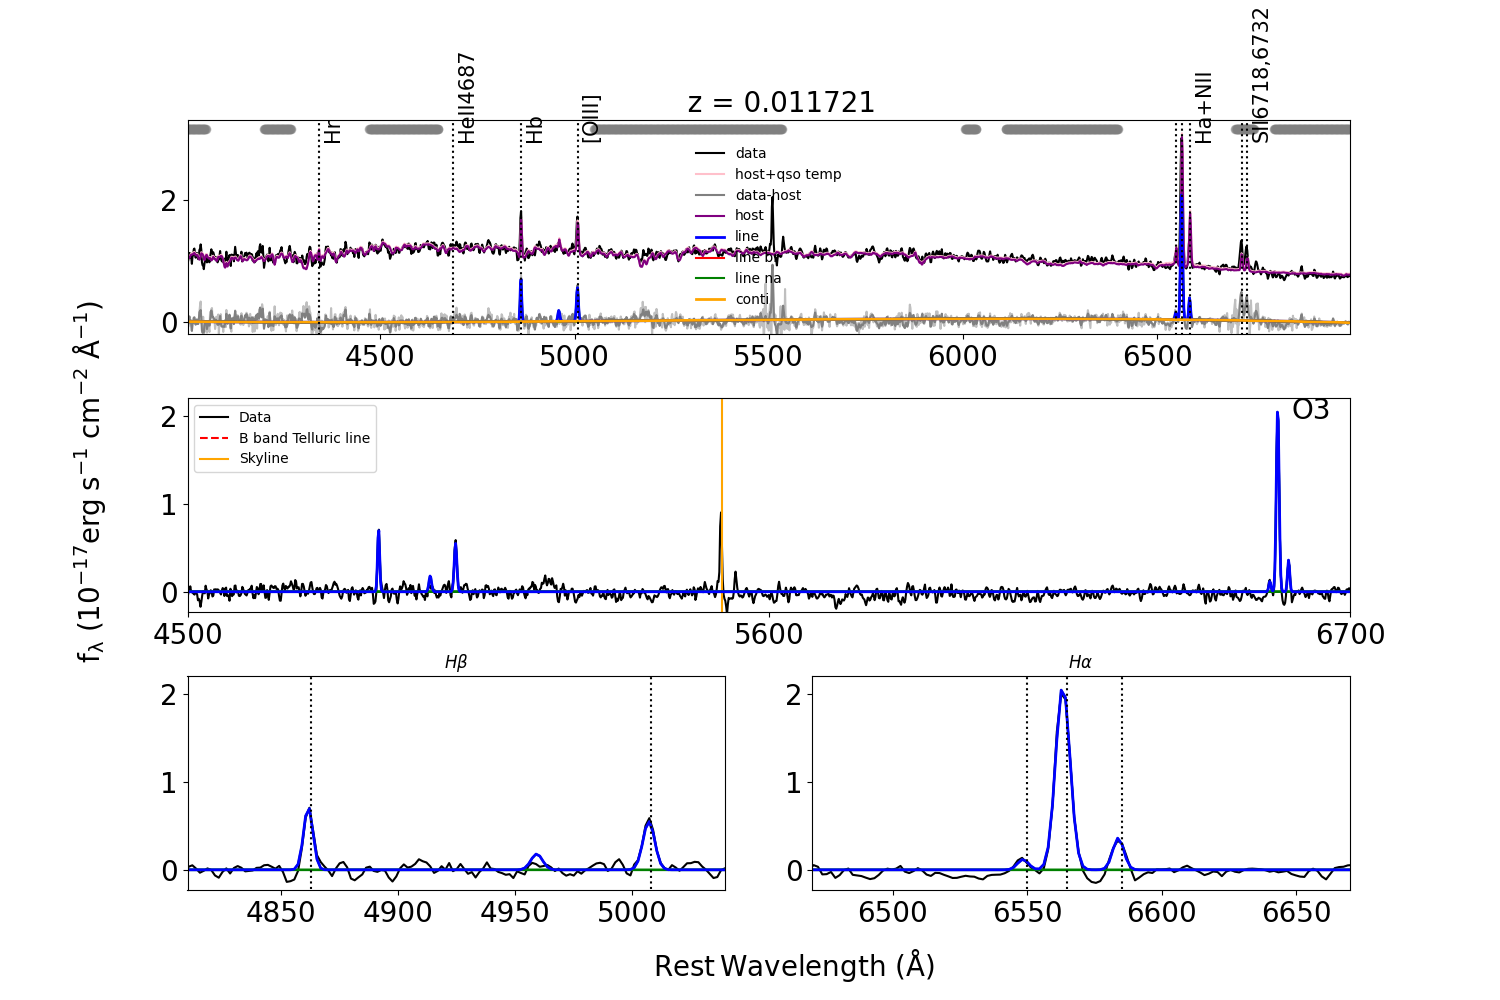 z = 0.011721
Hr
HeII4687
Hb
[OIII]
Ha+NII
SII6718,6732
data
host+qso temp
data-host
host
line
line br
line na
conti
2
0
4500
5000
5500
6000
6500
fλ (10⁻¹⁷erg s⁻¹ cm⁻² Å⁻¹)
Data
B band Telluric line
Skyline
O3
2
1
0
4500
5600
6700
Hβ
2
1
0
4850
4900
4950
5000
Hα
2
1
0
6500
6550
6600
6650
Rest Wavelength (Å)